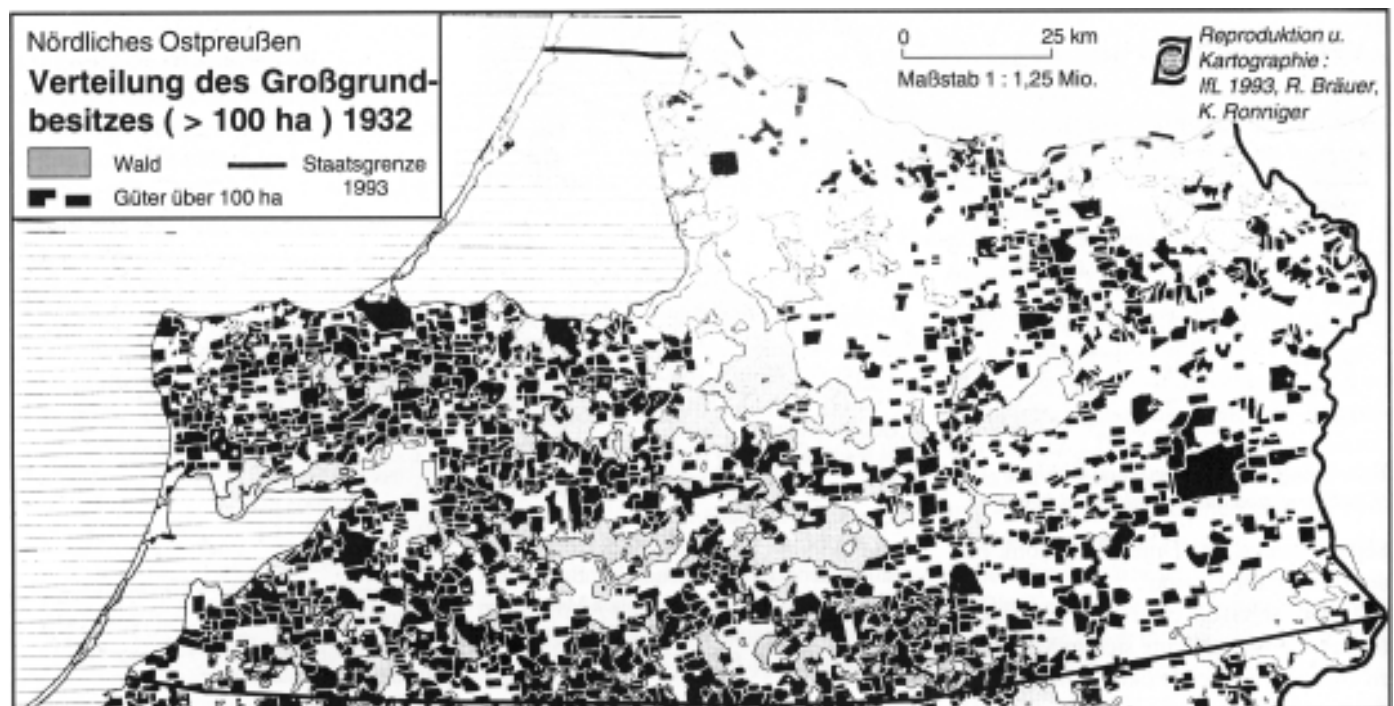 Nördliches Ostpreußen
Verteilung des Großgrund-
besitzes ( > 100 ha ) 1932
Wald
Staatsgrenze
1993
Güter über 100 ha
0 25 km
Maßstab 1 : 1,25 Mio.
Reproduktion u.
Kartographie :
IfL 1993, R. Bräuer,
K. Ronniger